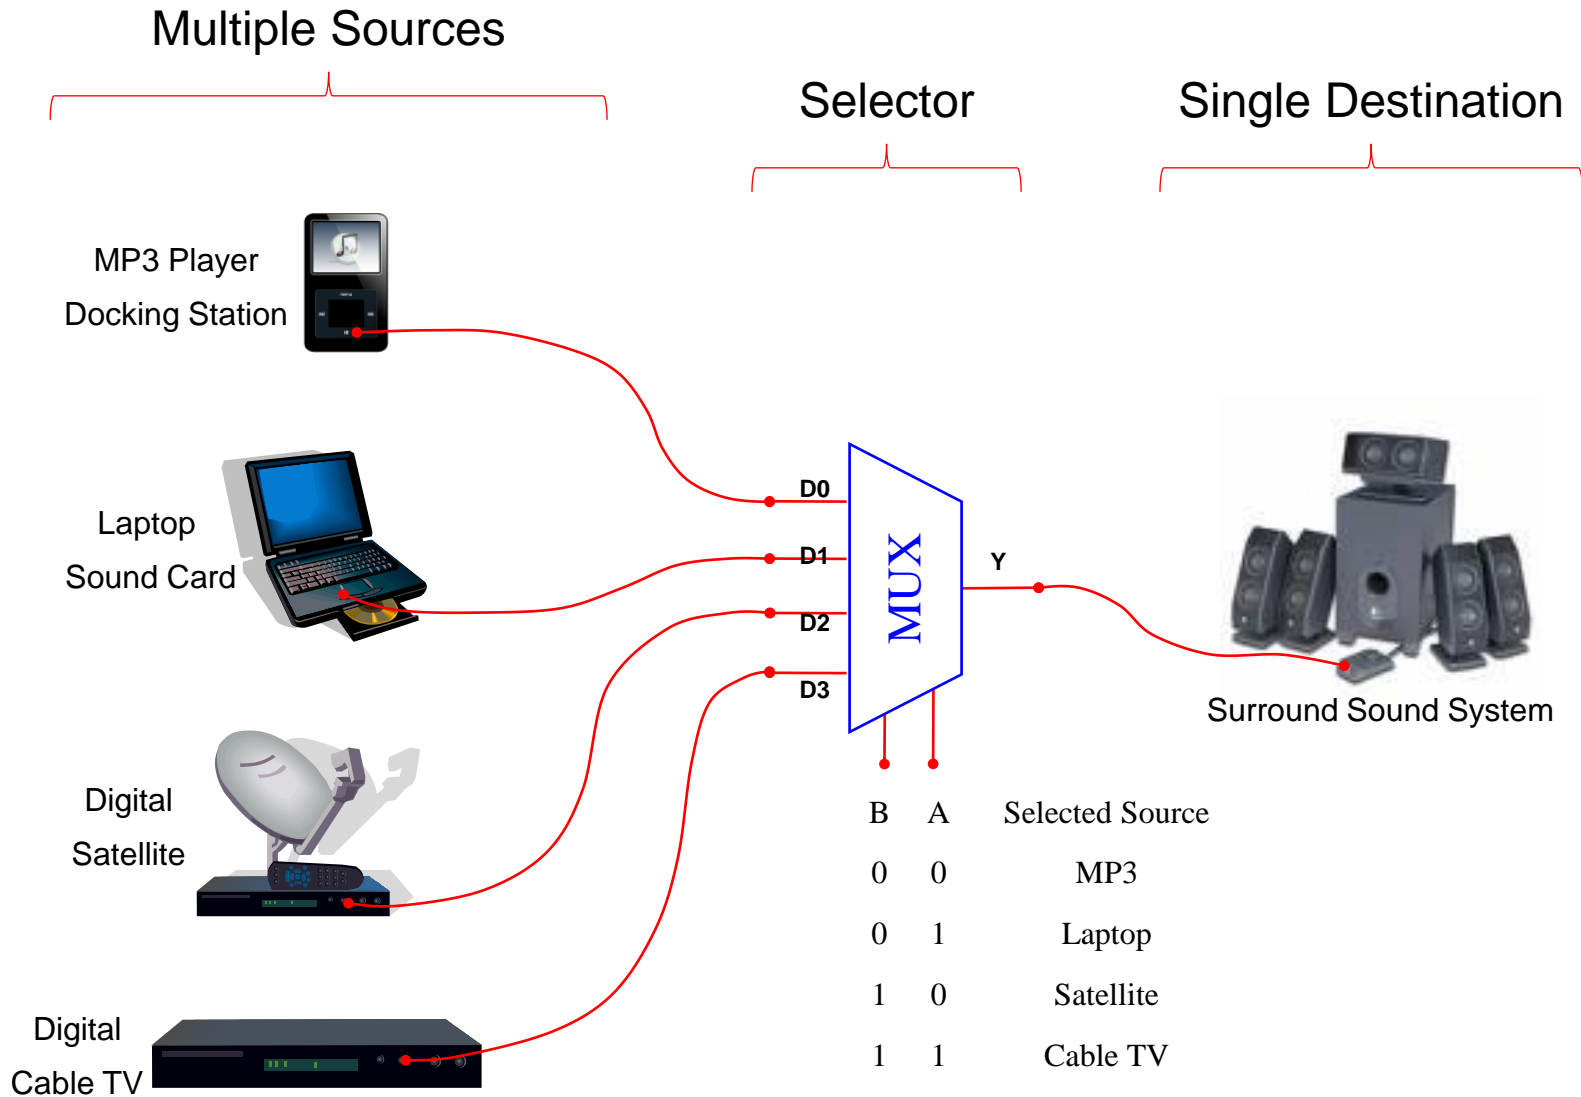 Multiple Sources
Selector
Single Destination
MP3 Player
Docking Station
Laptop
Sound Card
Digital
Satellite
Digital
Cable TV
D0
D1
D2
D3
MUX
Y
Surround Sound System
B A Selected Source
0 0 MP3
0 1 Laptop
1 0 Satellite
1 1 Cable TV